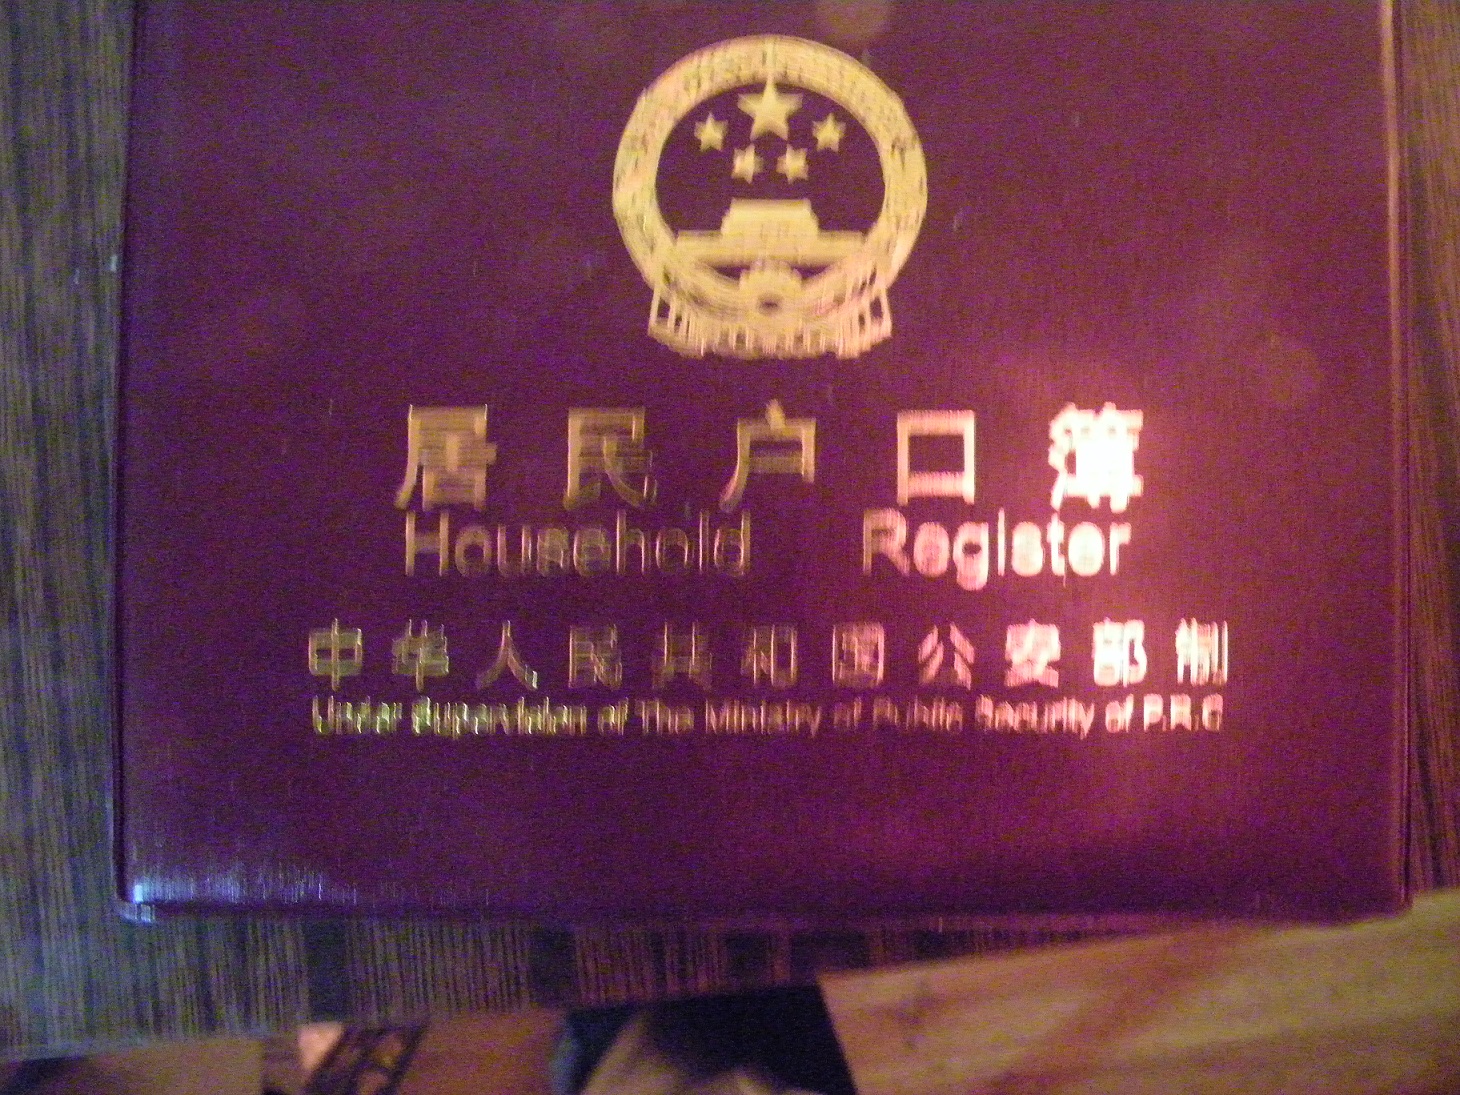 居民户口簿
Household Register
中华人民共和国公安部制
Under Supervision of The Ministry of Public Security of P.R.C